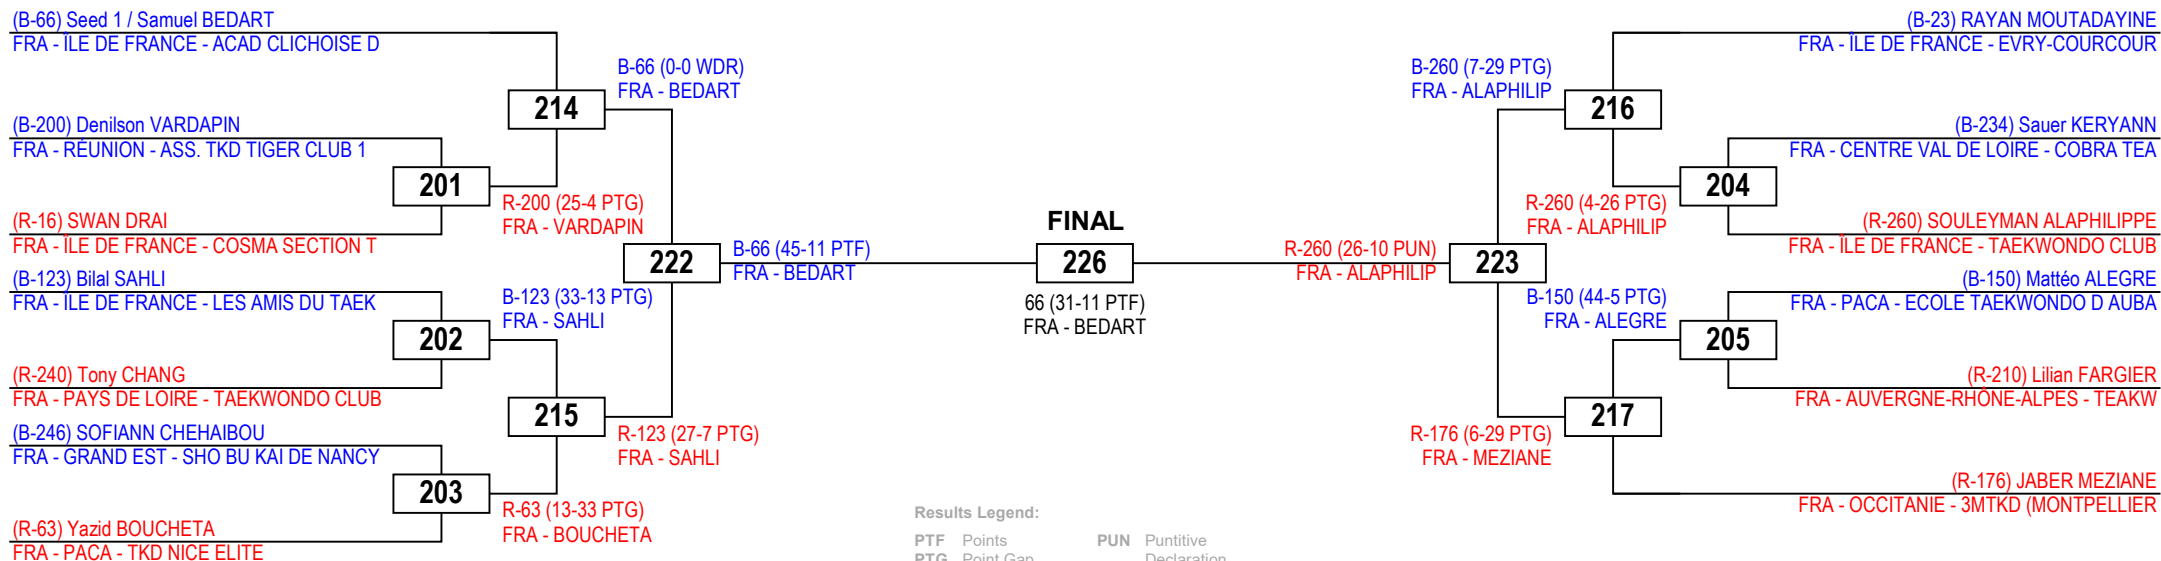 (B-66) Seed 1 / Samuel BEDART
FRA - ÎLE DE FRANCE - ACAD CLICHOISE D
B-66 (0-0 WDR)
FRA - BEDART
214
(B-200) Denilson VARDAPIN
FRA - RÉUNION - ASS. TKD TIGER CLUB 1
201
R-200 (25-4 PTG)
FRA - VARDAPIN
(R-16) SWAN DRAI
FRA - ÎLE DE FRANCE - COSMA SECTION T
222
B-66 (45-11 PTF)
FRA - BEDART
(B-123) Bilal SAHLI
FRA - ÎLE DE FRANCE - LES AMIS DU TAEK
B-123 (33-13 PTG)
FRA - SAHLI
202
(R-240) Tony CHANG
FRA - PAYS DE LOIRE - TAEKWONDO CLUB
215
R-123 (27-7 PTG)
FRA - SAHLI
(B-246) SOFIANN CHEHAIBOU
FRA - GRAND EST - SHO BU KAI DE NANCY
203
R-63 (13-33 PTG)
FRA - BOUCHETA
(R-63) Yazid BOUCHETA
FRA - PACA - TKD NICE ELITE
FINAL
226
66 (31-11 PTF)
FRA - BEDART
(B-23) RAYAN MOUTADAYINE
FRA - ÎLE DE FRANCE - EVRY-COURCOUR
B-260 (7-29 PTG)
FRA - ALAPHILIP
216
(B-234) Sauer KERYANN
FRA - CENTRE VAL DE LOIRE - COBRA TEA
204
R-260 (4-26 PTG)
FRA - ALAPHILIP
(R-260) SOULEYMAN ALAPHILIPPE
FRA - ÎLE DE FRANCE - TAEKWONDO CLUB
R-260 (26-10 PUN)
FRA - ALAPHILIP
223
(B-150) Mattéo ALEGRE
FRA - PACA - ECOLE TAEKWONDO D AUBA
B-150 (44-5 PTG)
FRA - ALEGRE
205
(R-210) Lilian FARGIER
FRA - AUVERGNE-RHÔNE-ALPES - TEAKW
217
R-176 (6-29 PTG)
FRA - MEZIANE
(R-176) JABER MEZIANE
FRA - OCCITANIE - 3MTKD (MONTPELLIER
Results Legend:
PTF Points
PUN Puntitive
PTG Point Gap
Declaration